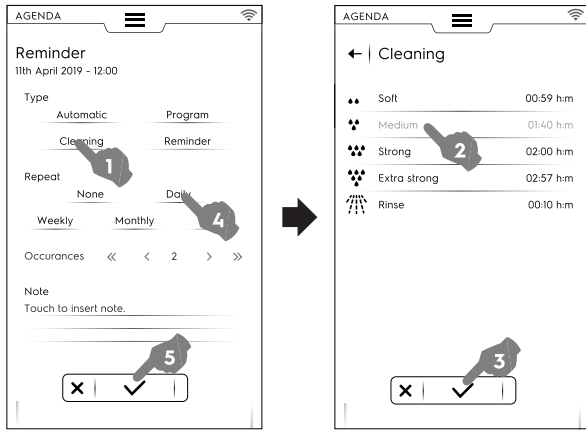 AGENDA
Reminder
11th April 2019 - 12:00
Type
Automatic Program
Cleaning Reminder
1
Repeat
None Daily
4
Weekly Monthly
Occurances « < 2 > »
Note
Touch to insert note.
5
AGENDA
Cleaning
Soft 00:59 h:m
Medium 01:40 h:m
2
Strong 02:00 h:m
Extra strong 02:57 h:m
Rinse 00:10 h:m
3